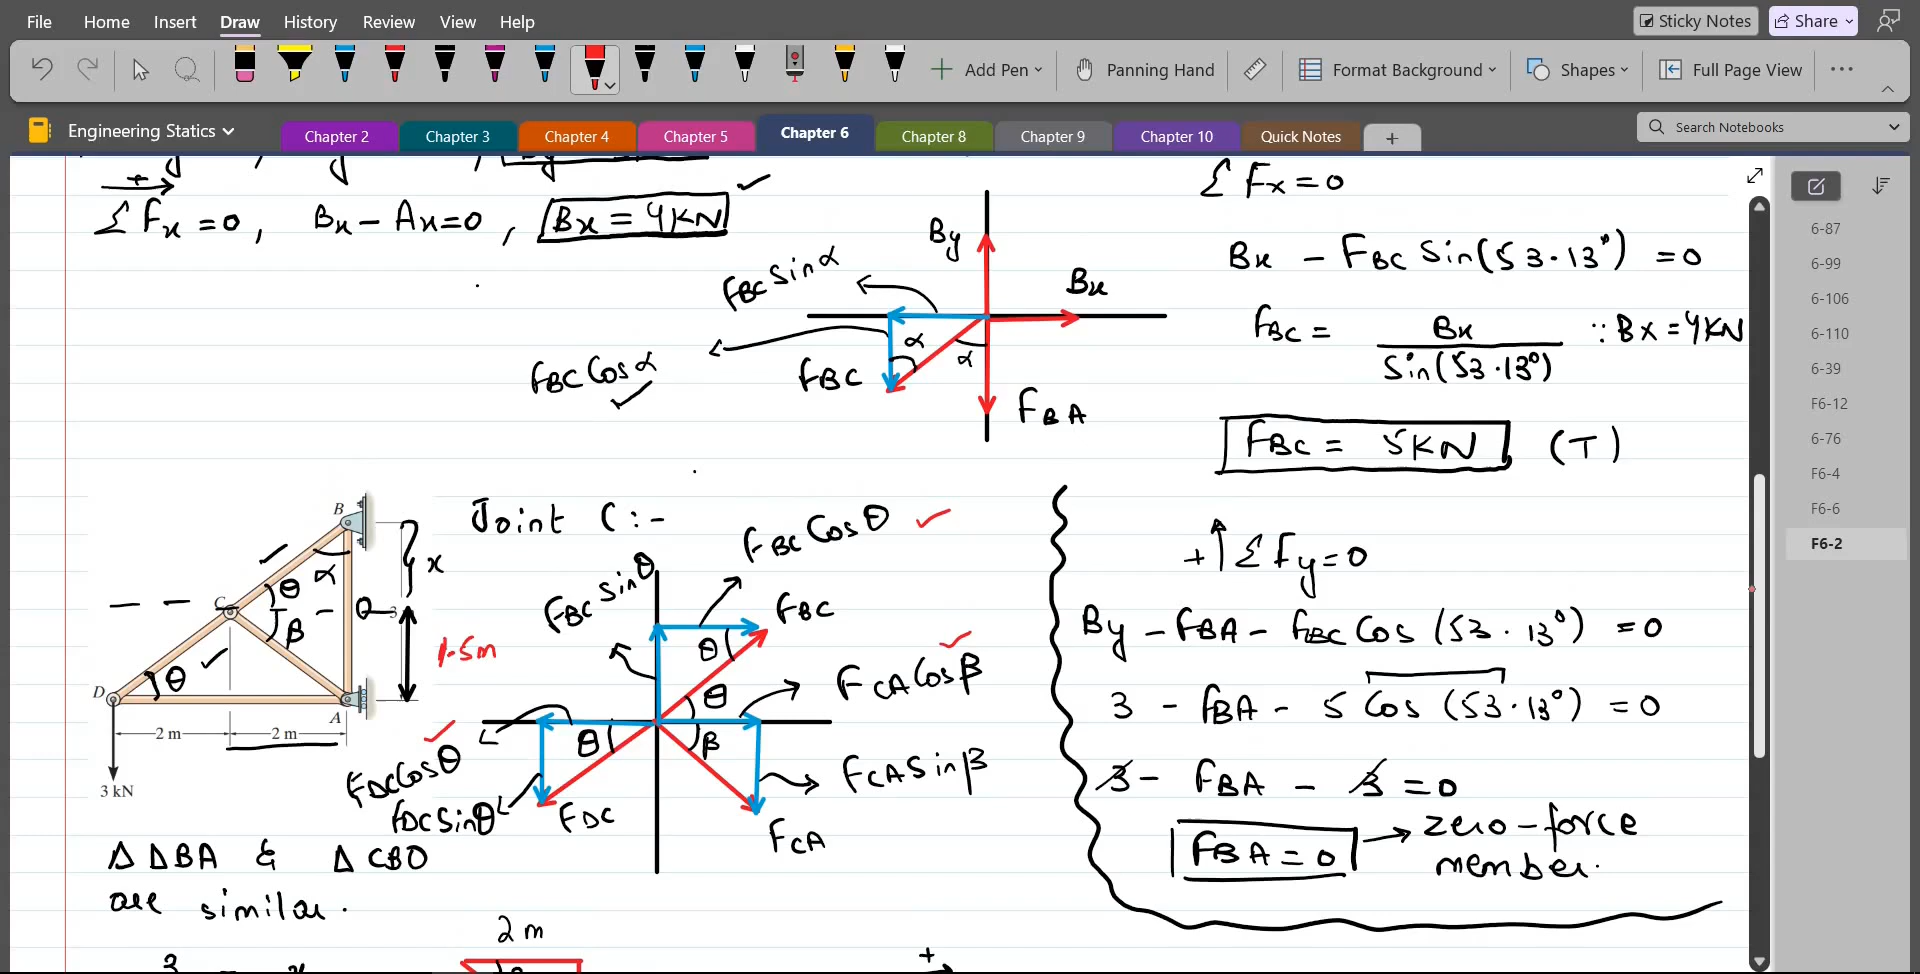 File Home Insert Draw History Review View Help Sticky Notes Share
Add Pen Panning Hand Format Background Shapes Full Page View
Engineering Statics Chapter 2 Chapter 3 Chapter 4 Chapter 5 Chapter 6 Chapter 8 Chapter 9 Chapter 10 Quick Notes + Search Notebooks
+
Σ Fx = 0, Bx - Ax = 0, Bx = 4KN
By
Bx
FBC Sinα
FBC Cosα
α
α
FBC
FBA
Σ Fx = 0
Bx - FBC Sin(53.13°) = 0
FBC = Bx / Sin(53.13°) ∵ Bx = 4KN
FBC = 5KN (T)
B
C
D
A
θ
α
β
θ
O
3
x
1.5m
2 m
2 m
3 kN
Joint C :-
FBC Cosθ
FBC sinθ
FBC
θ
θ
FCA Cosβ
θ
β
FDC Cosθ
FDC Sinθ
FDC
FCA Sinβ
FCA
+↑ Σ Fy = 0
By - FBA - FBC Cos (53.13°) = 0
3 - FBA - 5 Cos (53.13°) = 0
3 - FBA - 3 = 0
FBA = 0 → zero-force
member.
Δ DBA & Δ CBO
are similar.
2 m
3 = x
+
6-87
6-99
6-106
6-110
6-39
F6-12
6-76
F6-4
F6-6
F6-2